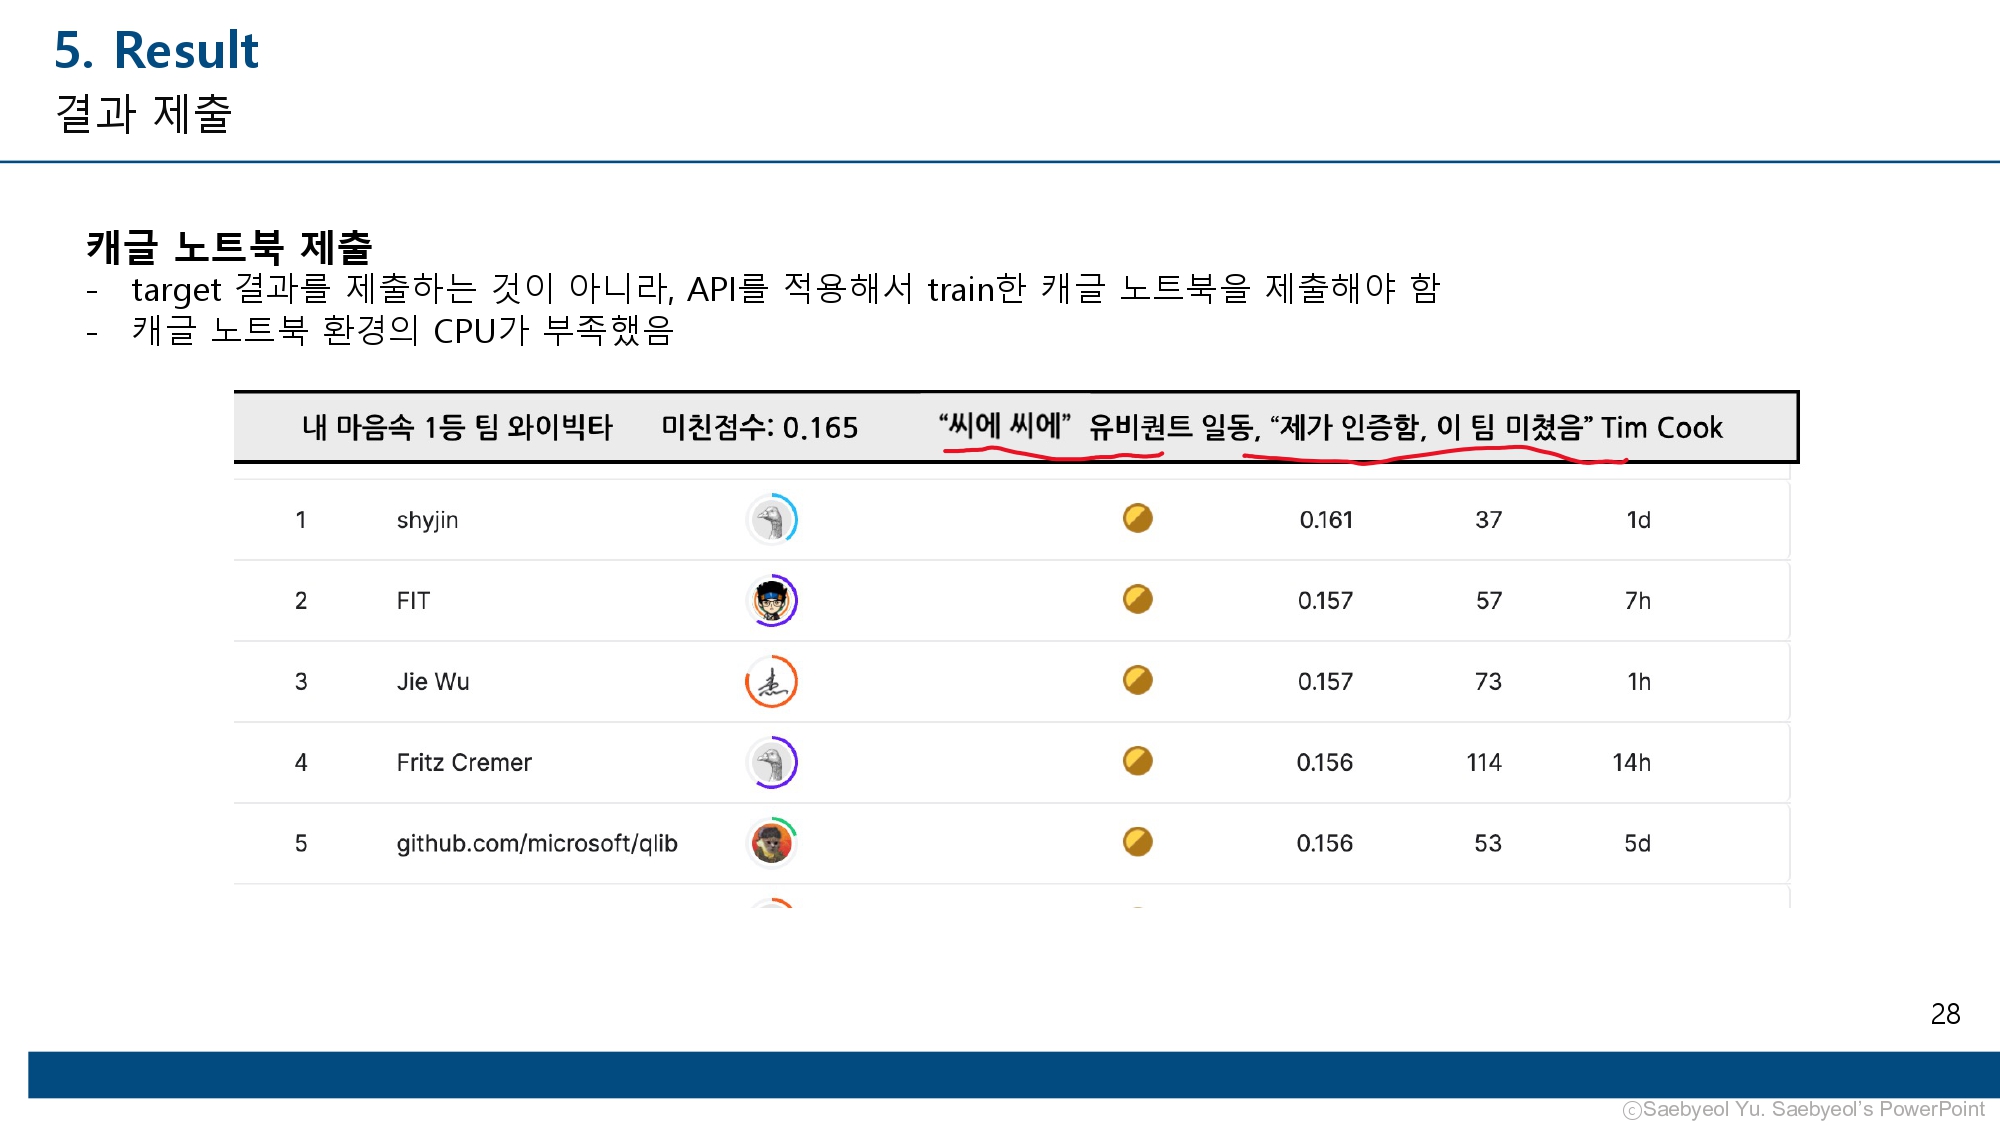 5. Result
결과 제출
캐글 노트북 제출
- target 결과를 제출하는 것이 아니라, API를 적용해서 train한 캐글 노트북을 제출해야 함
- 캐글 노트북 환경의 CPU가 부족했음
내 마음속 1등 팀 와이빅타 미친점수: 0.165 “씨에 씨에” 유비퀀트 일동, “제가 인증함, 이 팀 미쳤음” Tim Cook
1 shyjin 0.161 37 1d
2 FIT 0.157 57 7h
3 Jie Wu 0.157 73 1h
4 Fritz Cremer 0.156 114 14h
5 github.com/microsoft/qlib 0.156 53 5d
28
ⓒSaebyeol Yu. Saebyeol’s PowerPoint